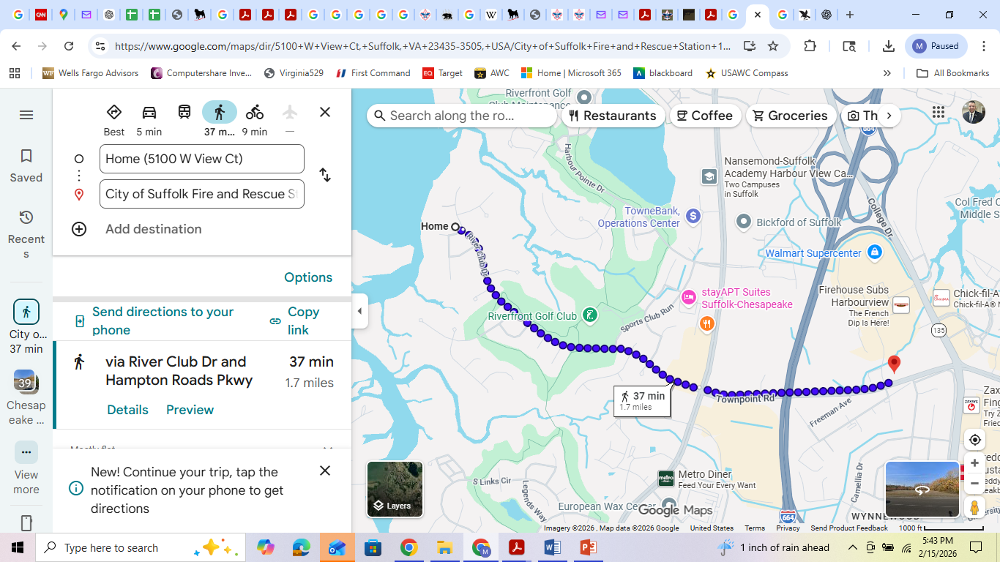 https://www.google.com/maps/dir/5100+W+View+Ct,+Suffolk,+VA+23435-3505,+USA/City+of+Suffolk+Fire+and+Rescue+Station+1...
M Paused
Wells Fargo Advisors
Computershare Inve...
Virginia529
First Command
Target
AWC
Home | Microsoft 365
blackboard
USAWC Compass
All Bookmarks
Saved
Recent
s
City o...
37 min
39
Chesap
eake ...
View
more
Best
5 min
37 m...
9 min
—
Home (5100 W View Ct)
City of Suffolk Fire and Rescue St
Add destination
Options
Send directions to your
phone
Copy
link
via River Club Dr and
Hampton Roads Pkwy
37 min
1.7 miles
Details
Preview
New! Continue your trip, tap the
notification on your phone to get
directions
Search along the ro...
Restaurants
Coffee
Groceries
Th
Riverfront Golf
Club Maintenance
Harbour Pointe Dr
664
Nansemond-Suffolk
Academy Harbour View Ca...
Two Campuses
in Suffolk
College Dr
Col Fred C
Middle S
TowneBank,
Operations Center
Bickford of Suffolk
Home
River Club Dr
Walmart Supercenter
stayAPT Suites
Suffolk-Chesapeake
Firehouse Subs
Harbourview
The French
Dip Is Here!
Chick-fil-A
Chick-fil-A®
Riverfront Golf Club
Sports Club Run
135
37 min
1.7 miles
Townpoint Rd
Freeman Ave
Zax
Fing
Try Z
Fried
S Links Cir
Legends Way
Metro Diner
Feed Your Every Want
Camellia Dr
European Wax Ce
Google Maps
664
WYNNEWOOD
Layers
Imagery ©2026 , Map data ©2026 Google
United States
Terms
Privacy
Send Product Feedback
1000 ft
Type here to search
1 inch of rain ahead
5:43 PM
2/15/2026